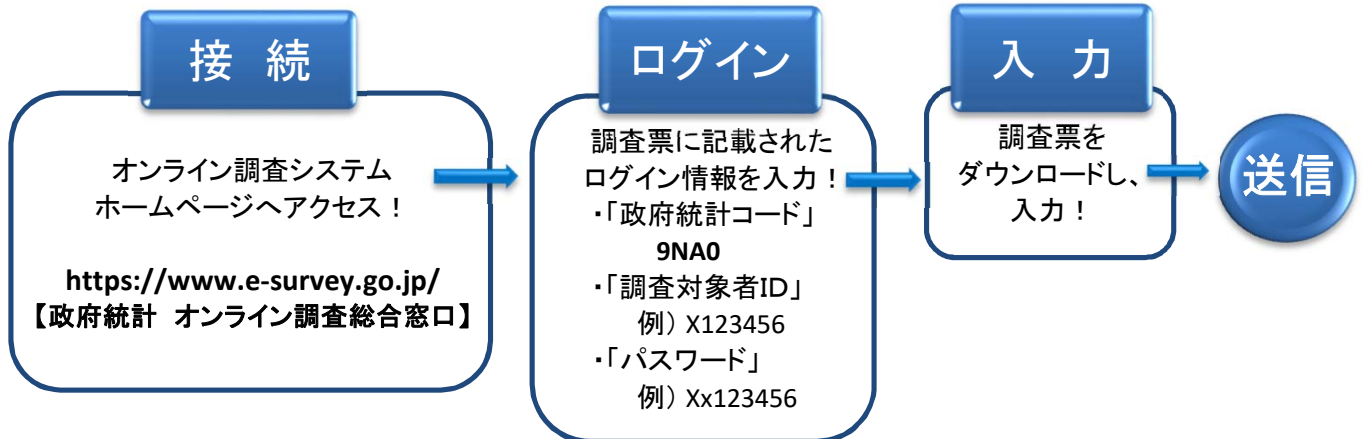 接 続
オンライン調査システム
ホームページへアクセス！
https://www.e-survey.go.jp/
【政府統計 オンライン調査総合窓口】
ログイン
調査票に記載された
ログイン情報を入力！
・「政府統計コード」
9NA0
・「調査対象者ID」
例） X123456
・「パスワード」
例） Xx123456
入 力
調査票を
ダウンロードし、
入力！
送信